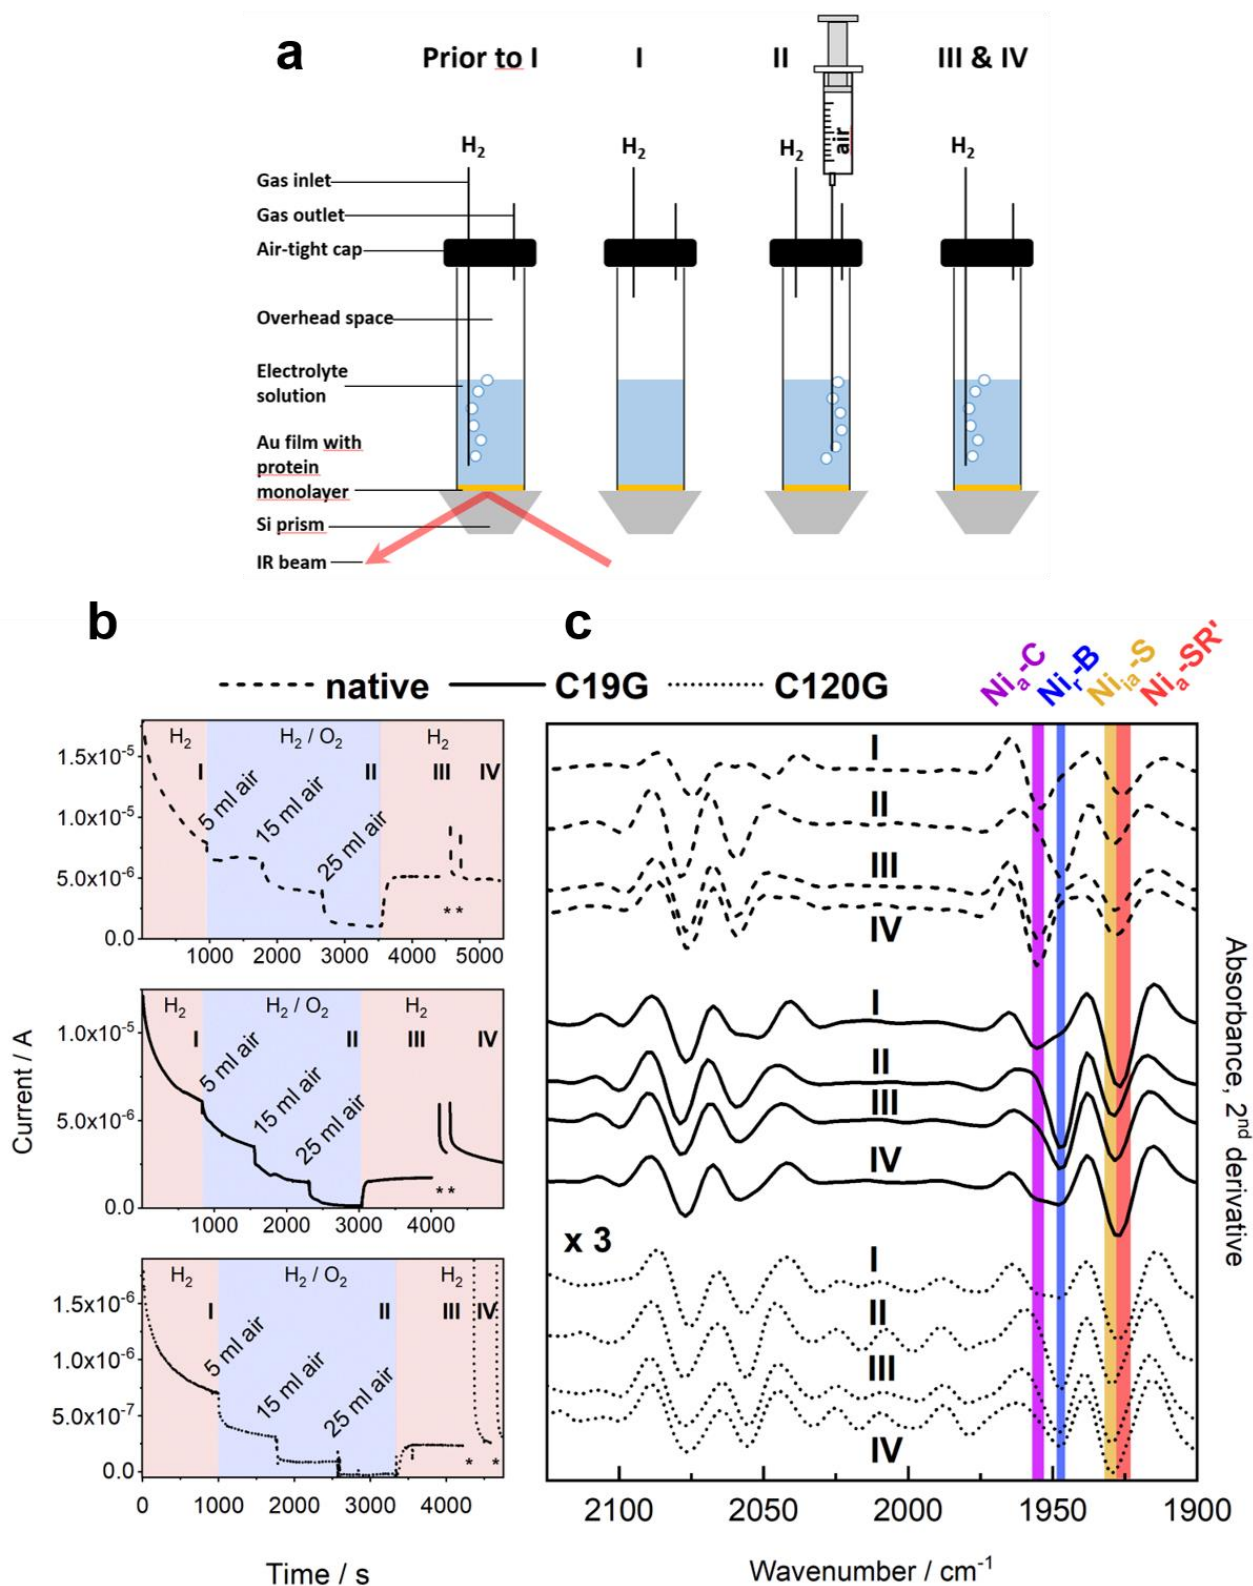 a
Prior to I
I
II
III & IV
air
H2
H2
H2
H2
Gas inlet
Gas outlet
Air-tight cap
Overhead space
Electrolyte
solution
Au film with
protein
monolayer
Si prism
IR beam
b
c
native
C19G
C120G
Nia-C
Nir-B
Niia-S
Nia-SR'
H2
H2 / O2
H2
I
II
III
IV
5 ml air
15 ml air
25 ml air
1.5x10-5
1.0x10-5
5.0x10-6
0.0
* *
1000 2000 3000 4000 5000
H2
H2 / O2
H2
I
II
III
IV
5 ml air
15 ml air
25 ml air
1.0x10-5
5.0x10-6
0.0
* *
1000 2000 3000 4000
H2
H2 / O2
H2
I
II
III
IV
5 ml air
15 ml air
25 ml air
1.5x10-6
1.0x10-6
5.0x10-7
0.0
* *
0 1000 2000 3000 4000
Current / A
Time / s
I
II
III
IV
I
II
III
IV
x 3
I
II
III
IV
2100 2050 2000 1950 1900
Wavenumber / cm-1
Absorbance, 2nd derivative